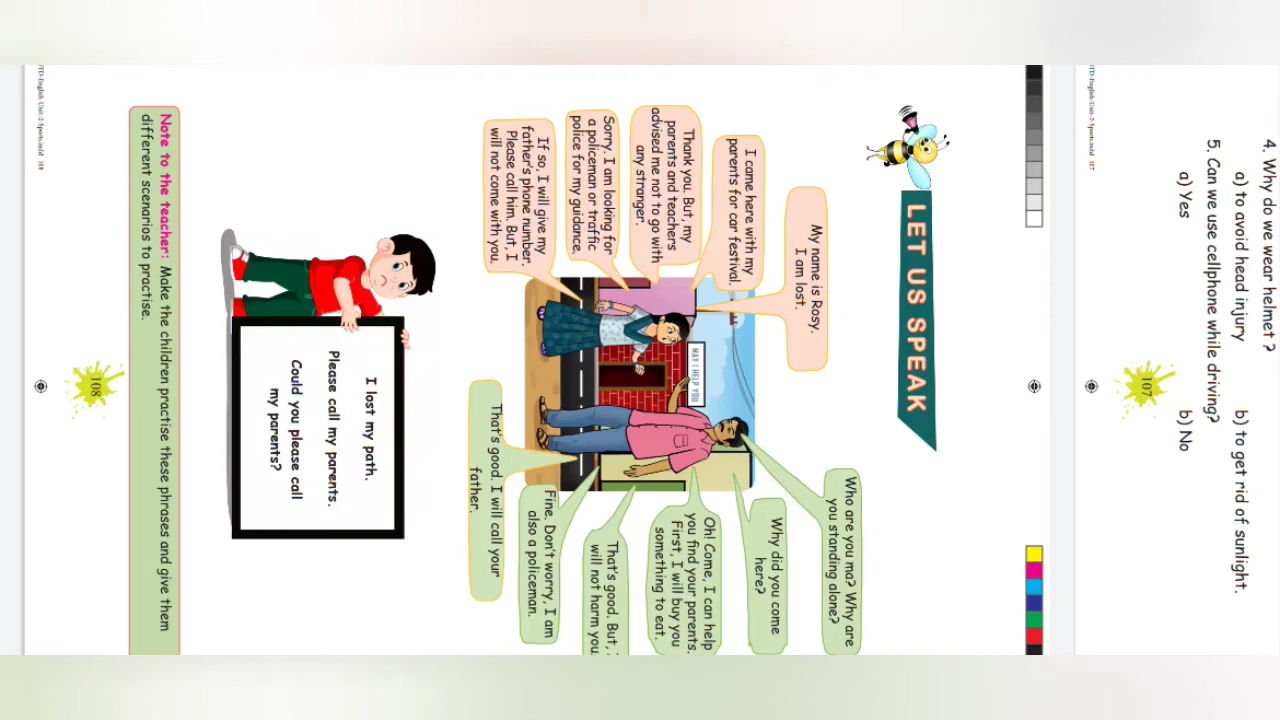 4. Why do we wear helmet ?
a) to avoid head injury
b) to get rid of sunlight.
5. Can we use cellphone while driving?
a) Yes
b) No
107
LET US SPEAK
Who are you ma? Why are
you standing alone?
My name is Rosy.
I am lost.
Why did you come
here?
I came here with my
parents for car festival.
Oh! Come, I can help
you find your parents.
First, I will buy you
something to eat.
Thank you. But, my
parents and teachers
advised me not to go with
any stranger.
That's good. But,
will not harm you.
Sorry. I am looking for
a policeman or traffic
police for my guidance.
Fine. Don't worry, I am
also a policeman.
If so, I will give my
father's phone number.
Please call him. But, I
will not come with you.
That's good. I will call your
father.
MAY I HELP YOU
I lost my path.
Please call my parents.
Could you please call
my parents?
Note to the teacher: Make the children practise these phrases and give them
different scenarios to practise.
108